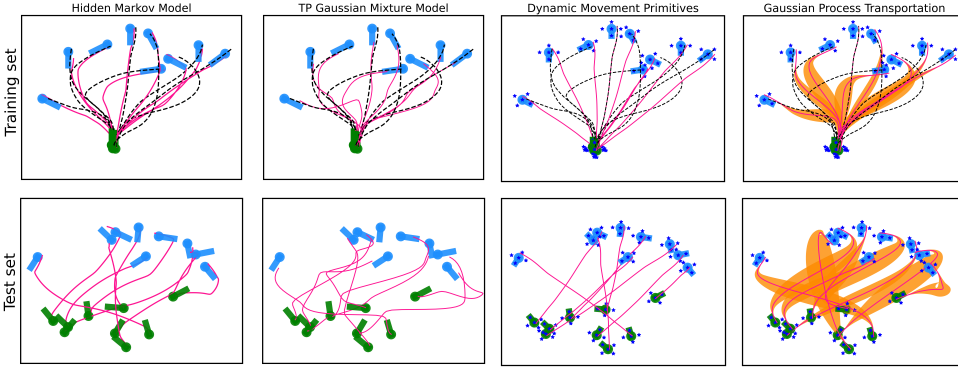 Hidden Markov Model
TP Gaussian Mixture Model
Dynamic Movement Primitives
Gaussian Process Transportation
Training set
Test set